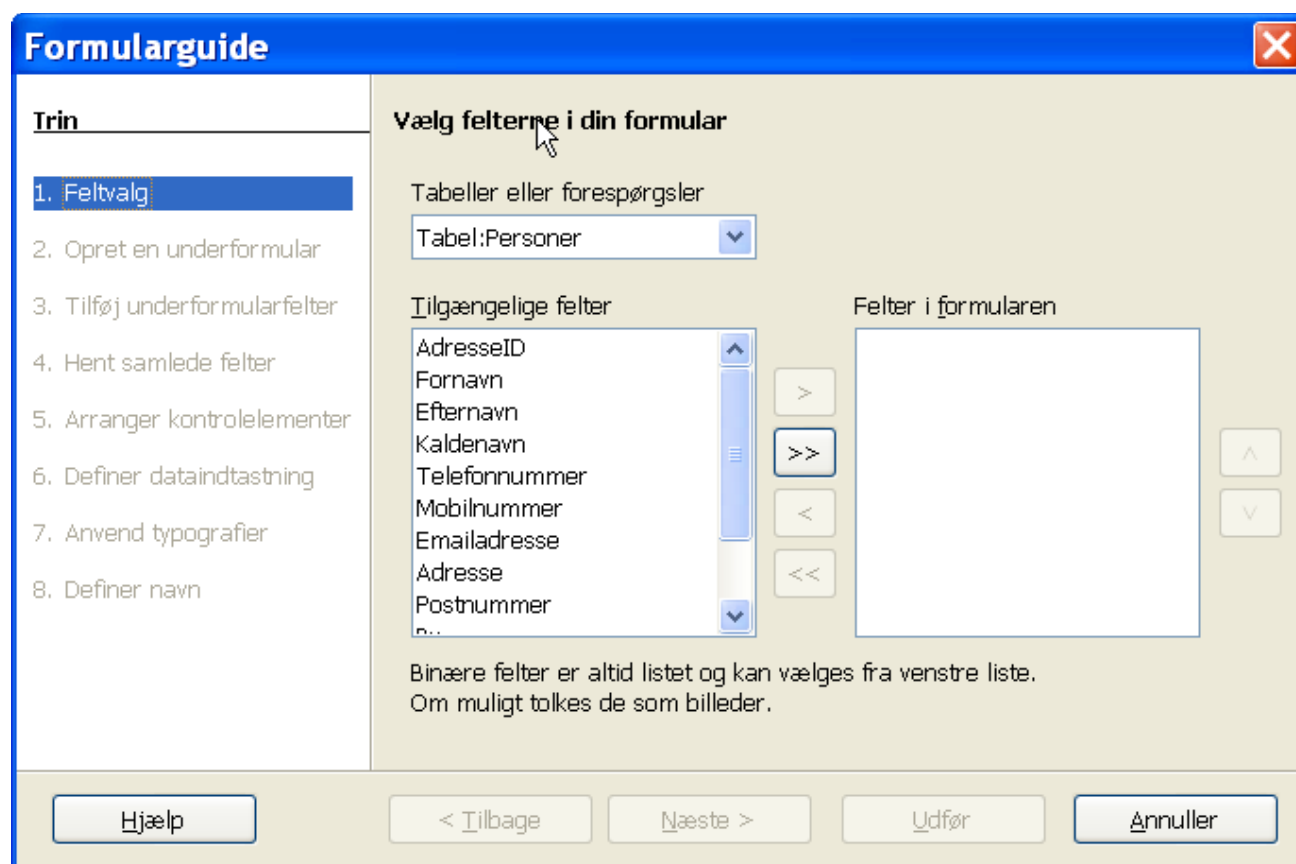 Formularguide
Trin
1. Feltvalg
2. Opret en underformular
3. Tilføj underformularfelter
4. Hent samlede felter
5. Arranger kontrolelementer
6. Definer dataindtastning
7. Anvend typografier
8. Definer navn
Vælg felterne i din formular
Tabeller eller forespørgsler
Tabel:Personer
Tilgængelige felter
AdresseID
Fornavn
Efternavn
Kaldenavn
Telefonnummer
Mobilnummer
Emailadresse
Adresse
Postnummer
>
>>
<
<<
Felter i formularen
Binære felter er altid listet og kan vælges fra venstre liste.
Om muligt tolkes de som billeder.
Hjælp
< Tilbage
Næste >
Udfør
Annuller